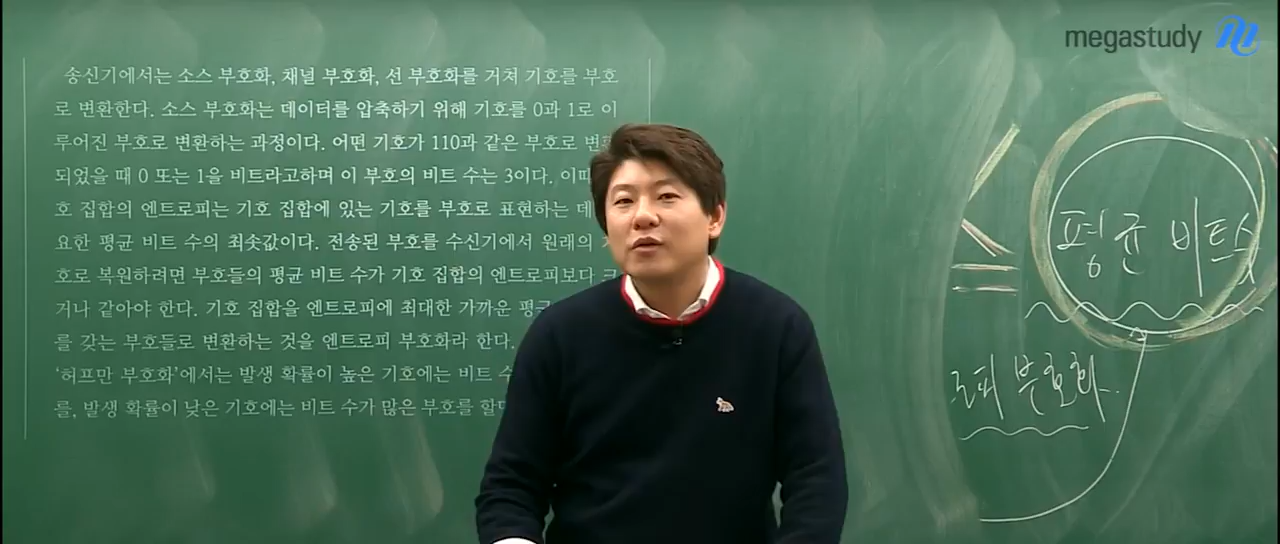 megastudy
송신기에서는 소스 부호화, 채널 부호화, 선 부호화를 거쳐 기호를 부호
로 변환한다. 소스 부호화는 데이터를 압축하기 위해 기호를 0과 1로 이
루어진 부호로 변환하는 과정이다. 어떤 기호가 110과 같은 부호로
되었을 때 0 또는 1을 비트라고하며 이 부호의 비트 수는 3이다.
호 집합의 엔트로피는 기호 집합에 있는 기호를 부호로 표현하는 데
요한 평균 비트 수의 최솟값이다. 전송된 부호를 수신기에서 원래의
호로 복원하려면 부호들의 평균 비트 수가 기호 집합의 엔트로피보다 크
거나 같아야 한다. 기호 집합을 엔트로피에 최대한 가까운
를 갖는 부호들로 변환하는 것을 엔트로피 부호화라 한다.
'허프만 부호화'에서는 발생 확률이 높은 기호에는 비트
를, 발생 확률이 낮은 기호에는 비트 수가 많은 부호를
≤ 평균 비트수
부호화